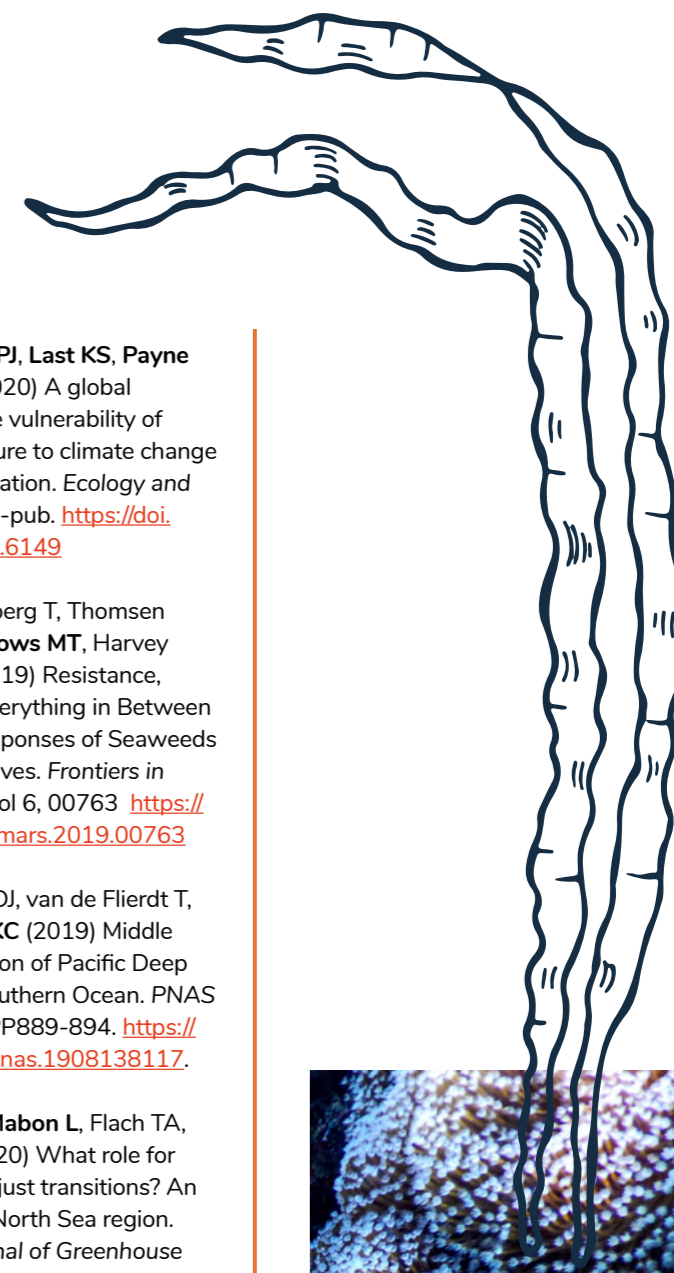 PJ, Last KS, Payne
020) A global
e vulnerability of
ure to climate change
ation. Ecology and
-pub. https://doi.
.6149
berg T, Thomsen
ows MT, Harvey
19) Resistance,
erything in Between
ponses of Seaweeds
ves. Frontiers in
ol 6, 00763 https://
mars.2019.00763
DJ, van de Flierdt T,
KC (2019) Middle
on of Pacific Deep
uthern Ocean. PNAS
PP889-894. https://
nas.1908138117.
Mabon L, Flach TA,
20) What role for
just transitions? An
North Sea region.
nal of Greenhouse